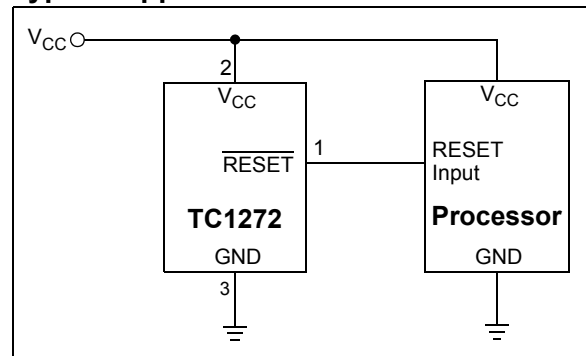 VCC
2
VCC
VCC
RESET
1
RESET
Input
TC1272
Processor
GND
GND
3